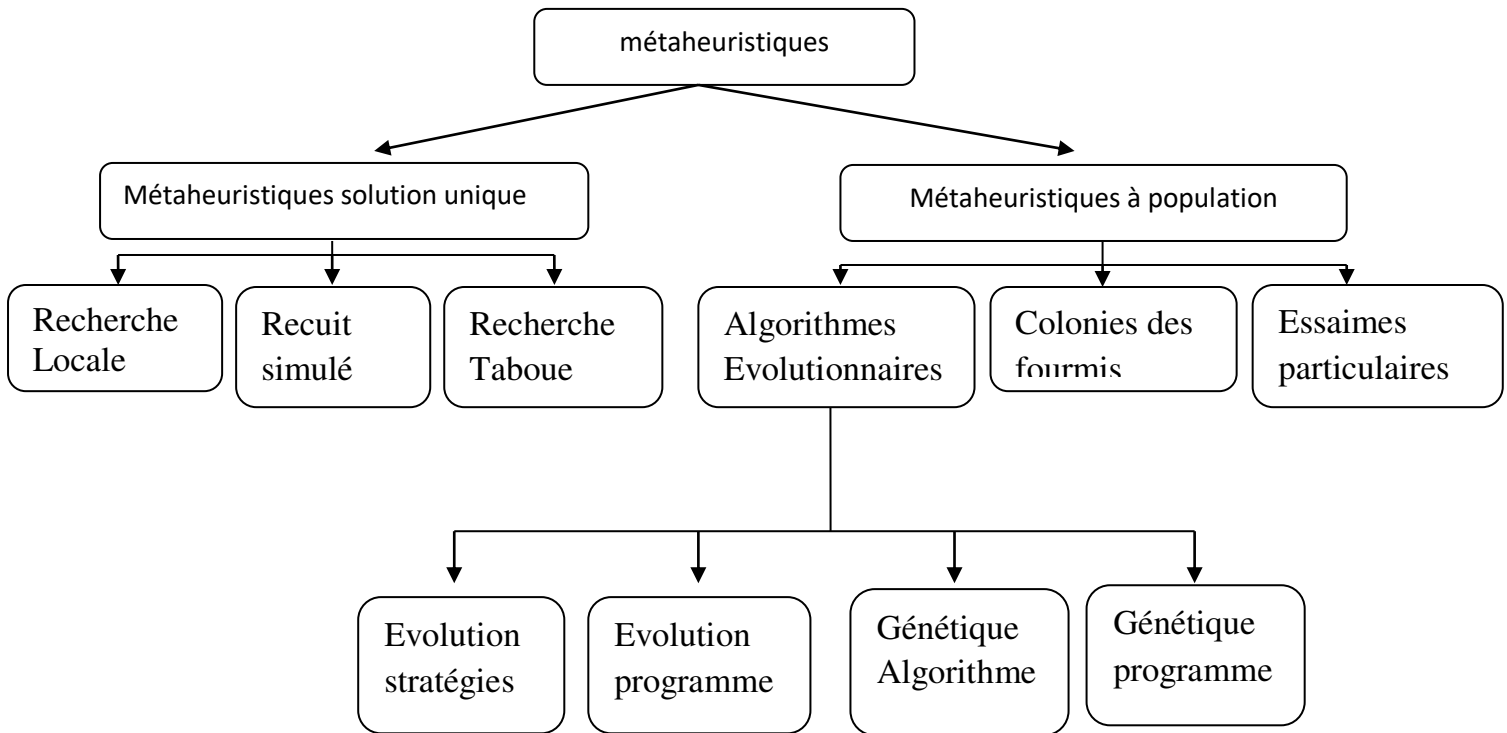 métaheuristiques
Métaheuristiques solution unique
Métaheuristiques à population
Recherche
Locale
Recuit
simulé
Recherche
Taboue
Algorithmes
Evolutionnaires
Colonies des
fourmis
Essaimes
particulaires
Evolution
stratégies
Evolution
programme
Génétique
Algorithme
Génétique
programme